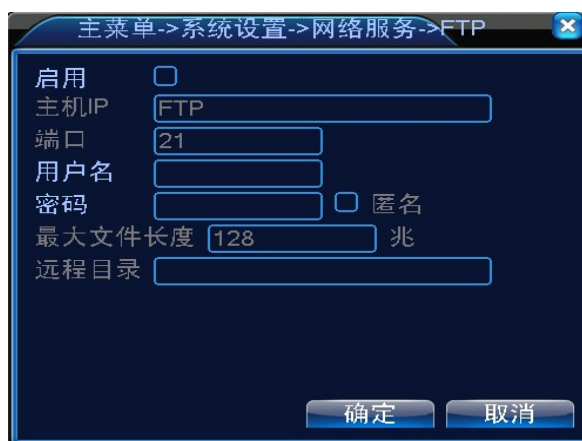 主菜单->系统设置->网络服务->FTP
启用
主机IP FTP
端口 21
用户名
密码 匿名
最大文件长度 128 兆
远程目录
确定 取消